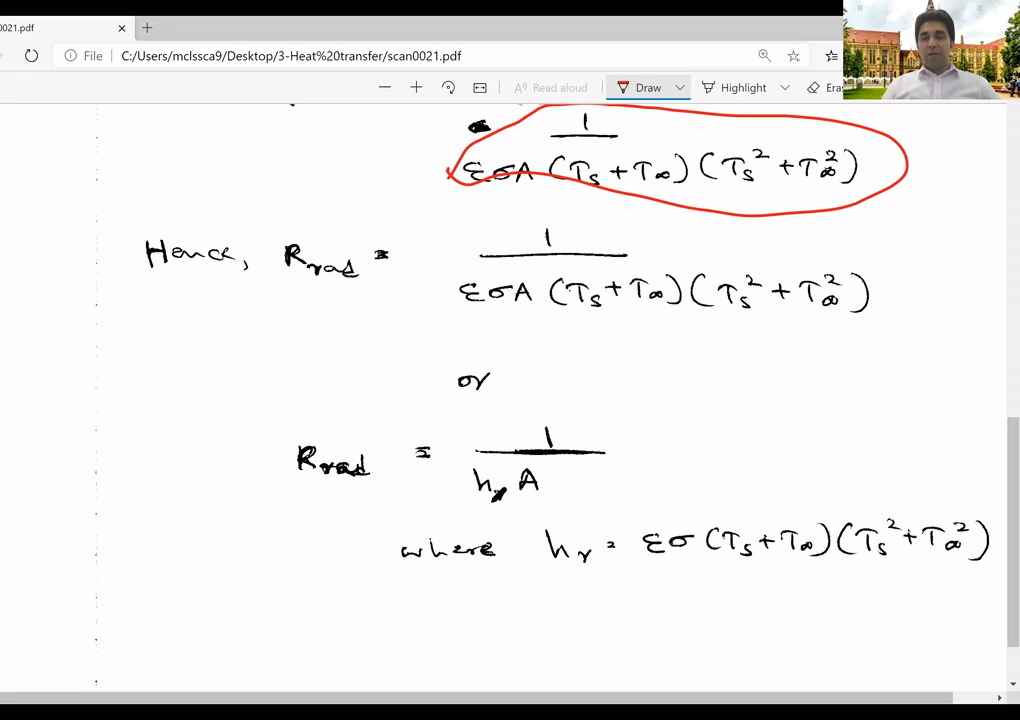 0021.pdf
File C:/Users/mclssca9/Desktop/3-Heat%20transfer/scan0021.pdf
Read aloud Draw Highlight Era
1
εσA (Ts + T∞) (Ts² + T∞²)
Hence, Rrad = 1
εσA (Ts + T∞) (Ts² + T∞²)
or
Rrad = 1
hr A
where hr = εσ (Ts + T∞) (Ts² + T∞²)